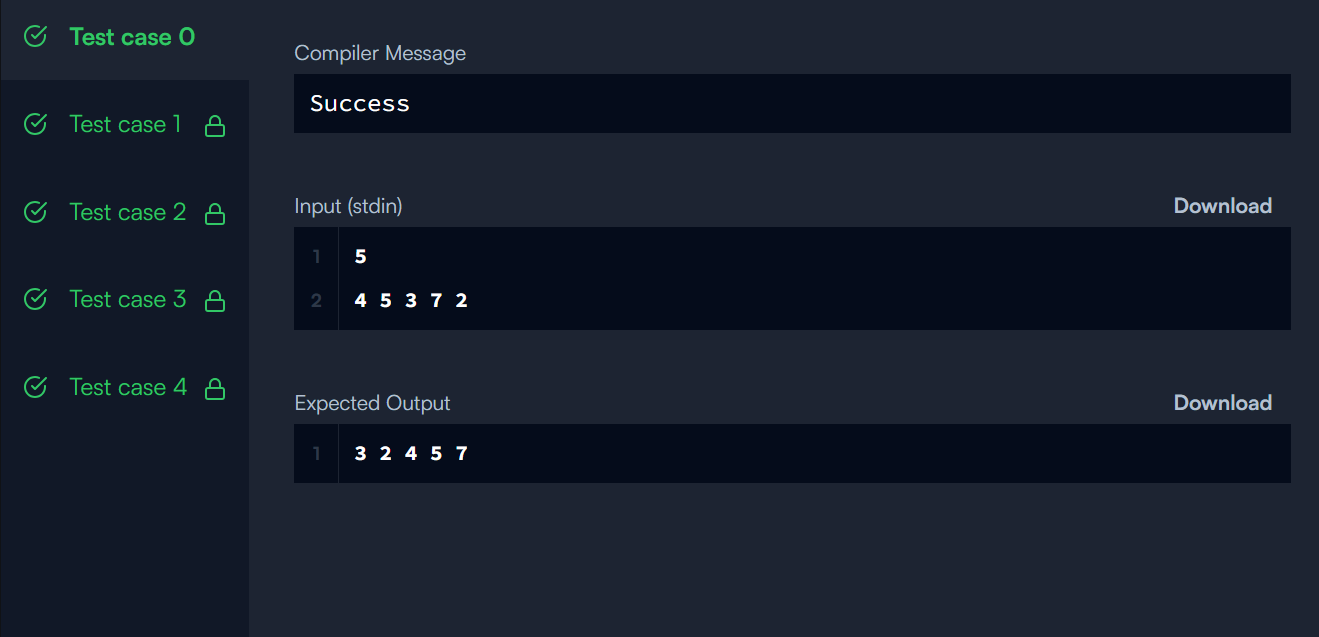 Test case 0
Test case 1
Test case 2
Test case 3
Test case 4
Compiler Message
Success
Input (stdin)
Download
1 5
2 4 5 3 7 2
Expected Output
Download
1 3 2 4 5 7